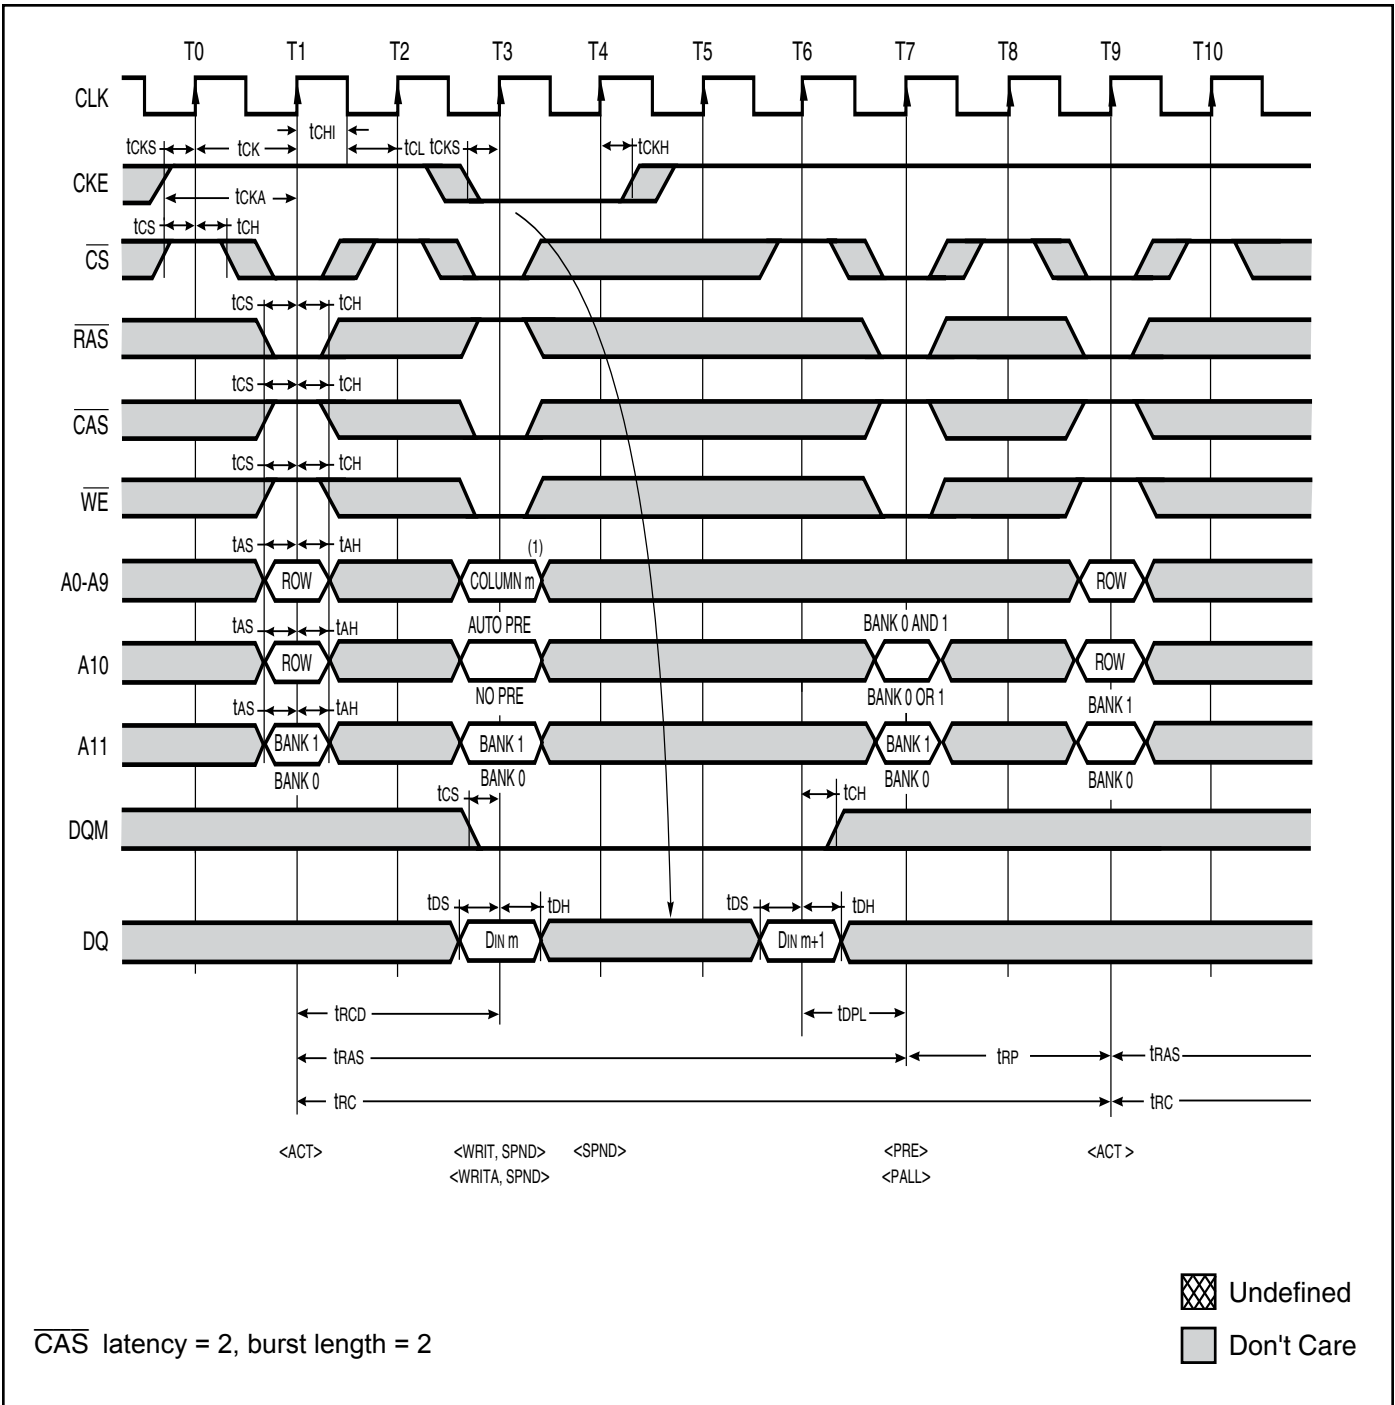 T0 T1 T2 T3 T4 T5 T6 T7 T8 T9 T10
CLK
tCHI
tCKS tCK tCL tCKS tCKH
CKE
tCKA
tCS tCH
CS
tCS tCH
RAS
tCS tCH
CAS
tCS tCH
WE
tAS tAH (1)
A0-A9 ROW COLUMN m ROW
AUTO PRE BANK 0 AND 1
tAS tAH
A10 ROW ROW
NO PRE BANK 0 OR 1 BANK 1
tAS tAH
A11 BANK 1 BANK 1 BANK 1
BANK 0 BANK 0 BANK 0 BANK 0
tCS tCH
DQM
tDS tDH tDS tDH
DQ DIN m DIN m+1
tRCD tDPL
tRAS tRP tRAS
tRC tRC
<ACT> <WRIT, SPND> <SPND> <PRE> <ACT >
<WRITA, SPND> <PALL>
Undefined
CAS latency = 2, burst length = 2
Don't Care